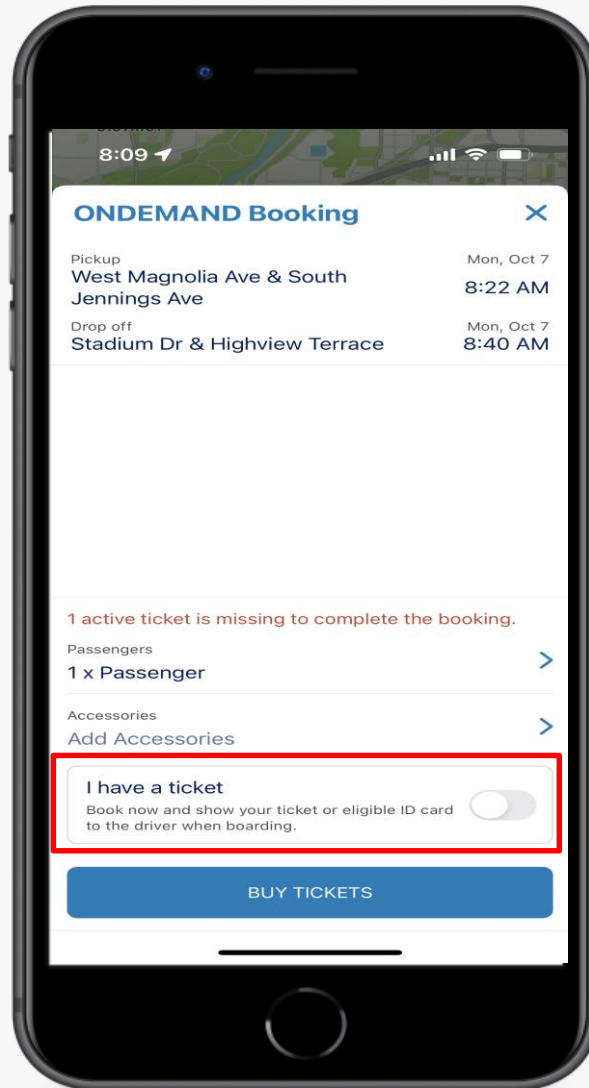 8:09
ONDEMAND Booking
Pickup
Mon, Oct 7
West Magnolia Ave & South
Jennings Ave
8:22 AM
Drop off
Mon, Oct 7
Stadium Dr & Highview Terrace
8:40 AM
1 active ticket is missing to complete the booking.
Passengers
1 x Passenger
Accessories
Add Accessories
I have a ticket
Book now and show your ticket or eligible ID card
to the driver when boarding.
BUY TICKETS